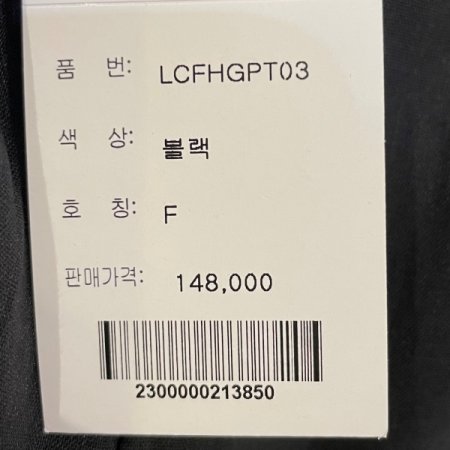 품 번: LCFHGPT03
색 상: 블랙
호 칭: F
판매가격: 148,000
2300000213850